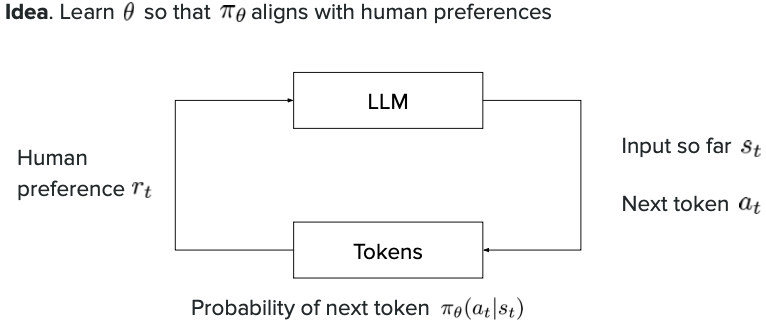 Idea. Learn θ so that π_θ aligns with human preferences
LLM
Human
preference r_t
Input so far s_t
Next token a_t
Tokens
Probability of next token π_θ(a_t|s_t)